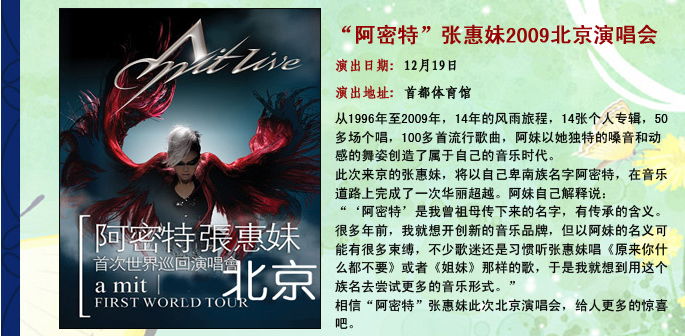 Amit Live
阿密特張惠妹
首次世界巡回演唱會
北京
a mit
FIRST WORLD TOUR
“阿密特”张惠妹2009北京演唱会
演出日期：12月19日
演出地址：首都体育馆
从1996年至2009年，14年的风雨旅程，14张个人专辑，50
多场个唱，100多首流行歌曲，阿妹以她独特的嗓音和动
感的舞姿创造了属于自己的音乐时代。
此次来京的张惠妹，将以自己卑南族名字阿密特，在音乐
道路上完成了一次华丽超越。阿妹自己解释说：
“‘阿密特’是我曾祖母传下来的名字，有传承的含义。
很多年前，我就想开创新的音乐品牌，但以阿妹的名义可
能有很多束缚，不少歌迷还是习惯听张惠妹唱《原来你什
么都不要》或者《姐妹》那样的歌，于是我就想到用这个
族名去尝试更多的音乐形式。”
相信“阿密特”张惠妹此次北京演唱会，给人更多的惊喜
吧。